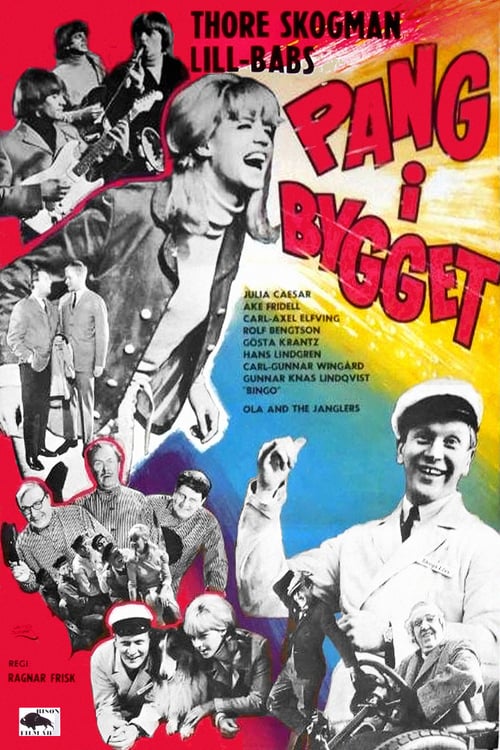 THORE SKOGMAN
LILL-BABS
PANG
i
BYGGET
JULIA CAESAR
ÅKE FRIDELL
CARL-AXEL ELFVING
ROLF BENGTSON
GÖSTA KRANTZ
HANS LINDGREN
CARL-GUNNAR WINGÅRD
GUNNAR KNAS LINDQVIST
"BINGO"
OLA AND THE JANGLERS
REGI
RAGNAR FRISK
BISON
FILM AB